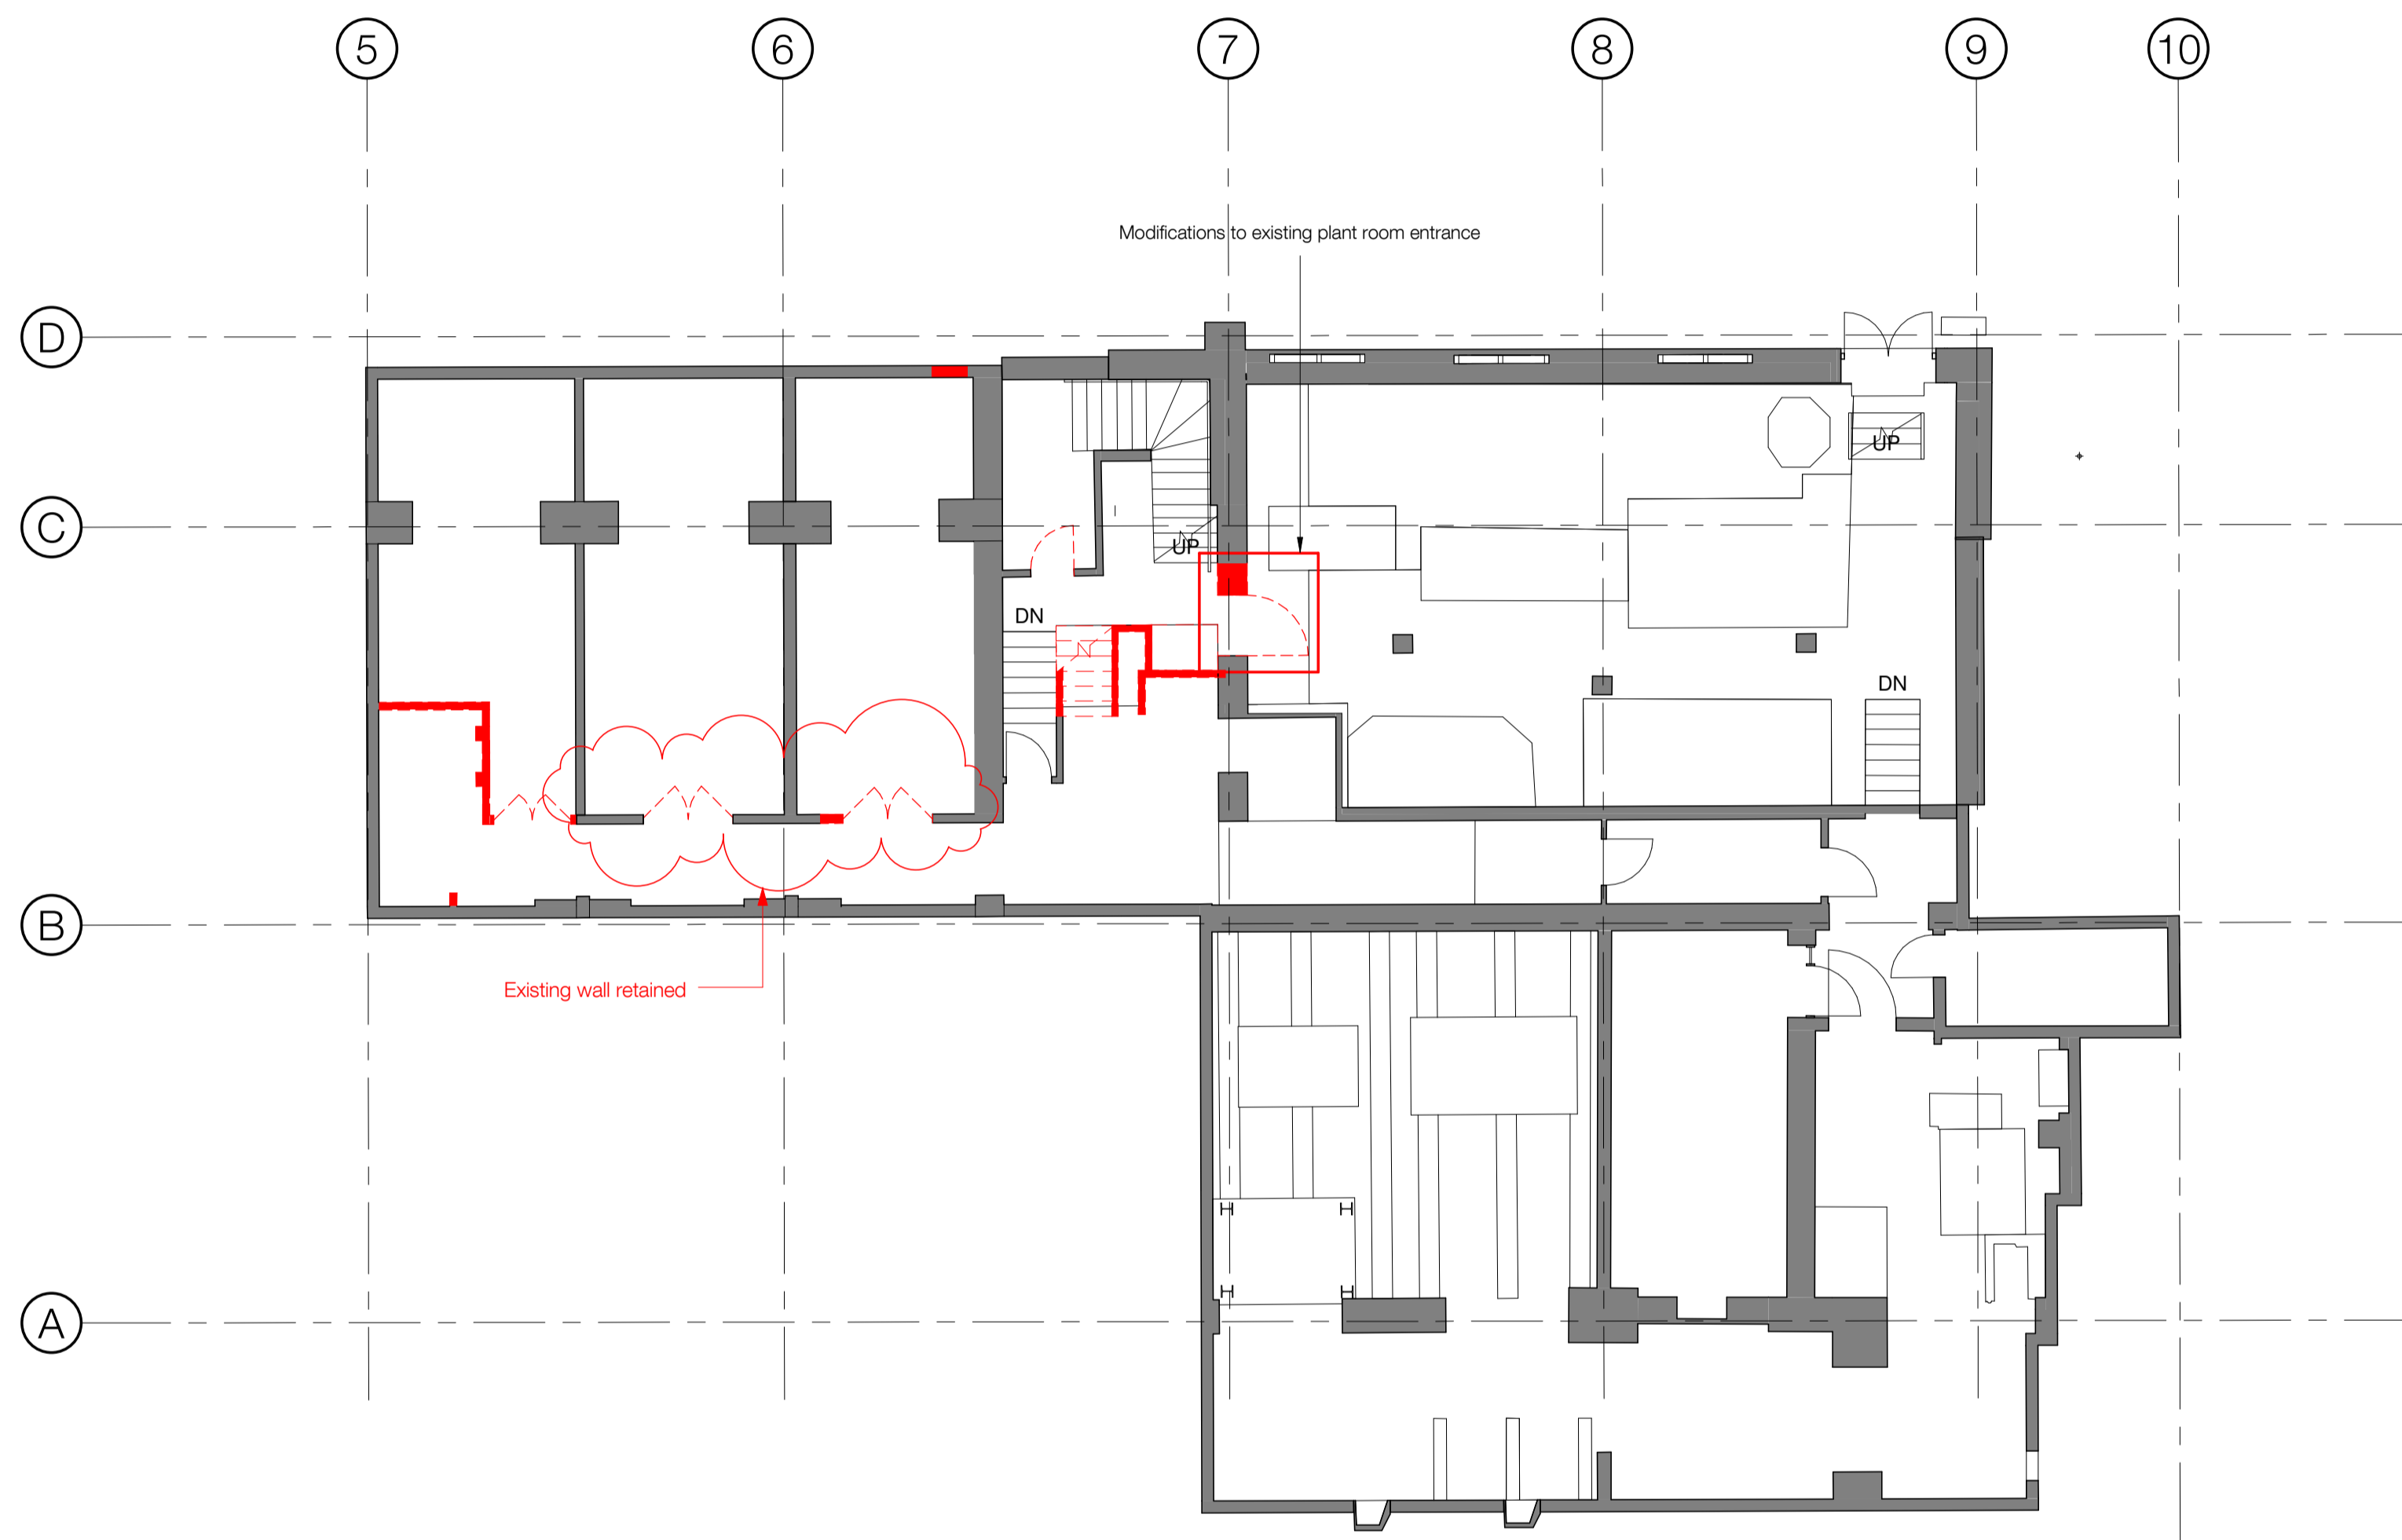 5
6
7
8
9
10
Modifications to existing plant room entrance
D
UP
C
UP
DN
DN
B
Existing wall retained
A